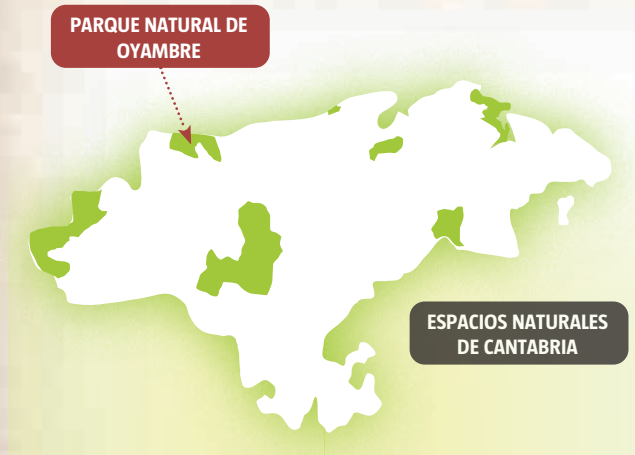 PARQUE NATURAL DE
OYAMBRE
ESPACIOS NATURALES
DE CANTABRIA